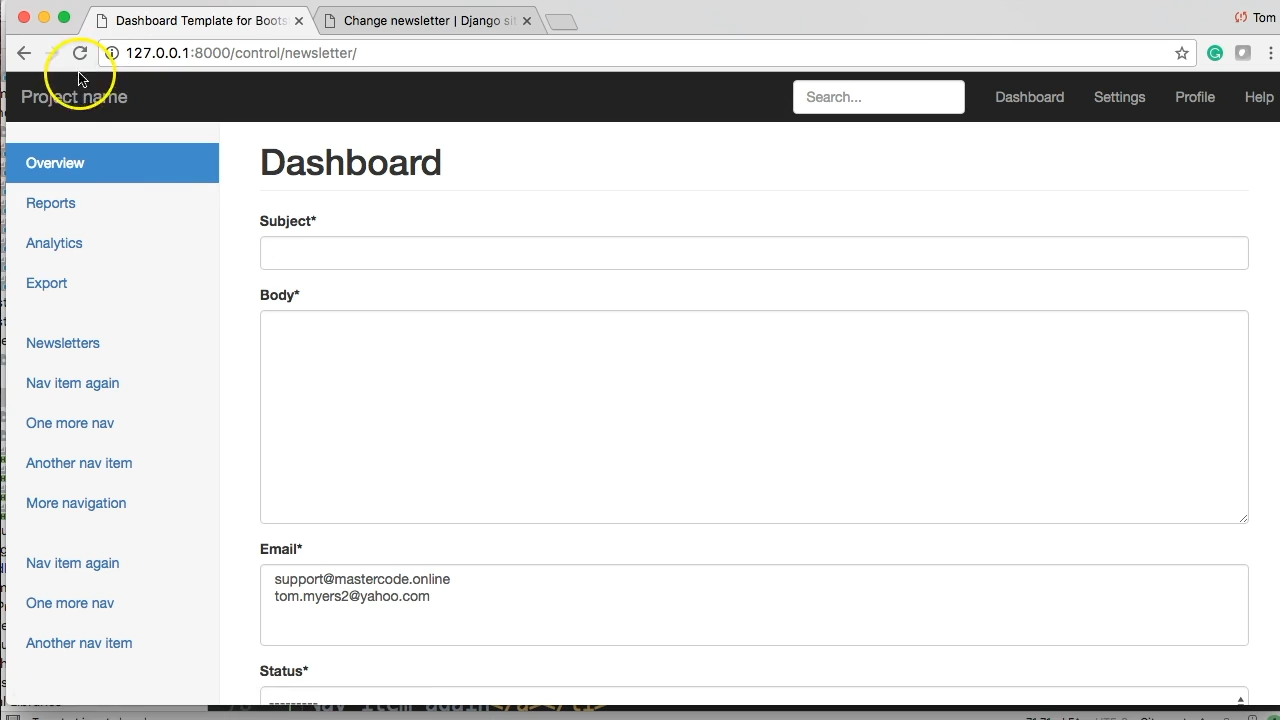 Dashboard Template for Boots
Change newsletter | Django sit
Tom
127.0.0.1:8000/control/newsletter/
Project name
Search...
Dashboard
Settings
Profile
Help
Overview
Reports
Analytics
Export
Newsletters
Nav item again
One more nav
Another nav item
More navigation
Nav item again
One more nav
Another nav item
Dashboard
Subject*
Body*
Email*
support@mastercode.online
tom.myers2@yahoo.com
Status*
---------